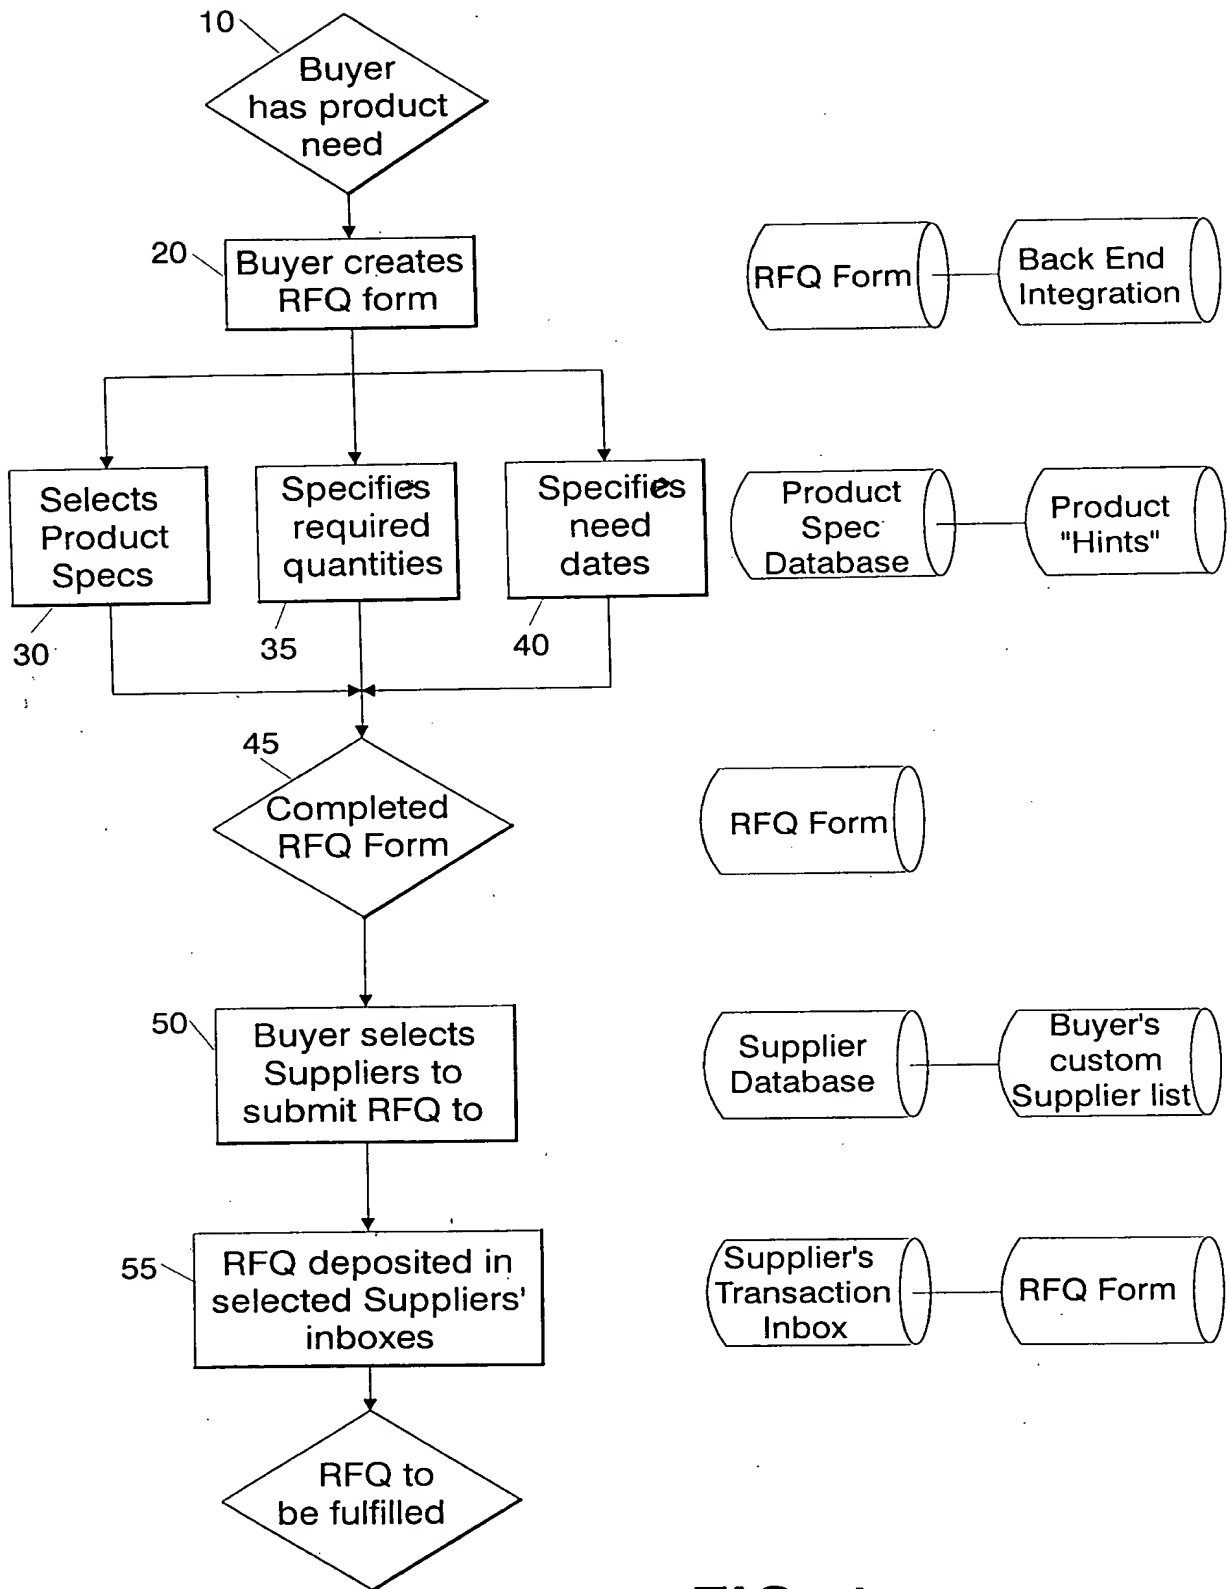 10
Buyer
has product
need
20
Buyer creates
RFQ form
RFQ Form
Back End
Integration
Selects
Product
Specs
Specifies
required
quantities
Specifies
need
dates
Product
Spec
Database
Product
"Hints"
30
35
40
45
Completed
RFQ Form
RFQ Form
50
Buyer selects
Suppliers to
submit RFQ to
Supplier
Database
Buyer's
custom
Supplier list
55
RFQ deposited in
selected Suppliers'
inboxes
Supplier's
Transaction
Inbox
RFQ Form
RFQ to
be fulfilled